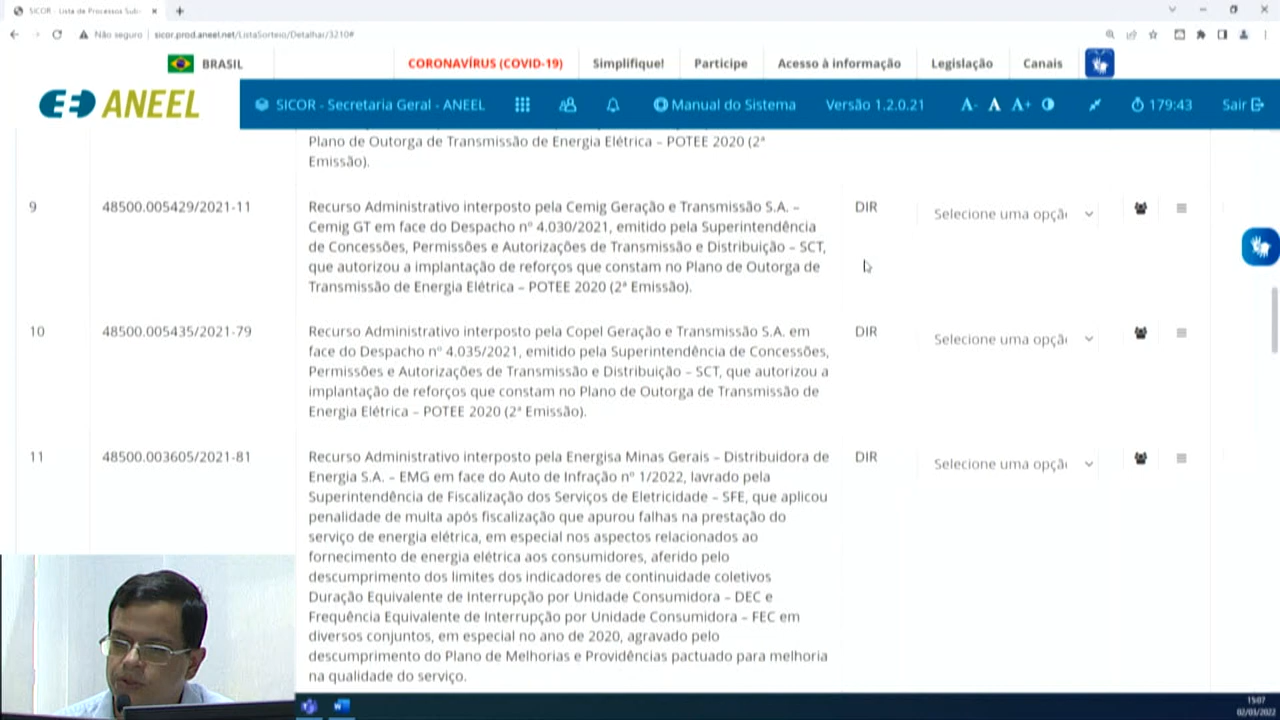 SICOR - Lista de Processos Sub
Não seguro | sicor.prod.aneel.net/ListaSorteio/Detalhar/3210#
BRASIL
CORONAVÍRUS (COVID-19)
Simplifique!
Participe
Acesso à informação
Legislação
Canais
ANEEL
SICOR - Secretaria Geral - ANEEL
Manual do Sistema
Versão 1.2.0.21
A-
A
A+
179:43
Sair
Plano de Outorga de Transmissão de Energia Elétrica – POTEE 2020 (2ª
Emissão).
9
48500.005429/2021-11
Recurso Administrativo interposto pela Cemig Geração e Transmissão S.A. –
Cemig GT em face do Despacho nº 4.030/2021, emitido pela Superintendência
de Concessões, Permissões e Autorizações de Transmissão e Distribuição – SCT,
que autorizou a implantação de reforços que constam no Plano de Outorga de
Transmissão de Energia Elétrica – POTEE 2020 (2ª Emissão).
DIR
Selecione uma opçã
10
48500.005435/2021-79
Recurso Administrativo interposto pela Copel Geração e Transmissão S.A. em
face do Despacho nº 4.035/2021, emitido pela Superintendência de Concessões,
Permissões e Autorizações de Transmissão e Distribuição – SCT, que autorizou a
implantação de reforços que constam no Plano de Outorga de Transmissão de
Energia Elétrica – POTEE 2020 (2ª Emissão).
DIR
Selecione uma opçã
11
48500.003605/2021-81
Recurso Administrativo interposto pela Energisa Minas Gerais – Distribuidora de
Energia S.A. – EMG em face do Auto de Infração nº 1/2022, lavrado pela
Superintendência de Fiscalização dos Serviços de Eletricidade – SFE, que aplicou
penalidade de multa após fiscalização que apurou falhas na prestação do
serviço de energia elétrica, em especial nos aspectos relacionados ao
fornecimento de energia elétrica aos consumidores, aferido pelo
descumprimento dos limites dos indicadores de continuidade coletivos
Duração Equivalente de Interrupção por Unidade Consumidora – DEC e
Frequência Equivalente de Interrupção por Unidade Consumidora – FEC em
diversos conjuntos, em especial no ano de 2020, agravado pelo
descumprimento do Plano de Melhorias e Providências pactuado para melhoria
na qualidade do serviço.
DIR
Selecione uma opçã
15:07
02/03/2022